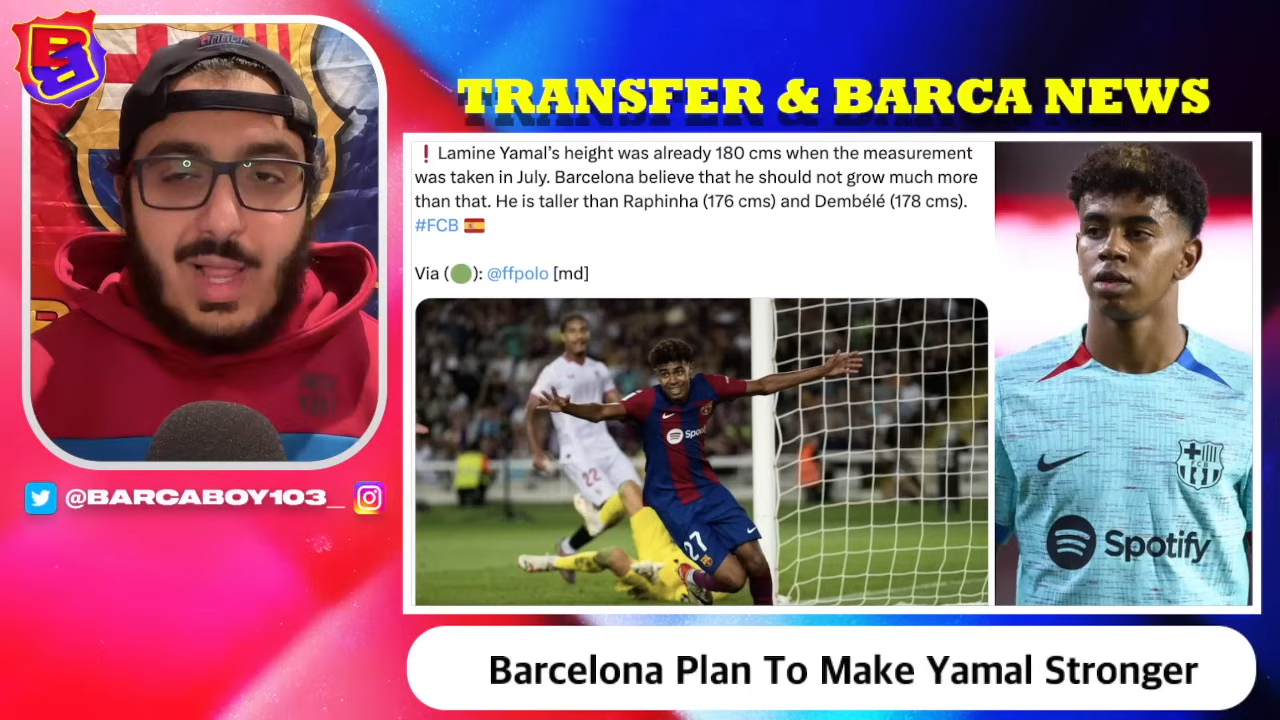 TRANSFER & BARCA NEWS
❗ Lamine Yamal's height was already 180 cms when the measurement
was taken in July. Barcelona believe that he should not grow much more
than that. He is taller than Raphinha (176 cms) and Dembélé (178 cms).
#FCB 🇪🇸
Via (🟢): @ffpolo [md]
22
Spotify
27
FCB
Spotify
@BARCABOY103_
Barcelona Plan To Make Yamal Stronger